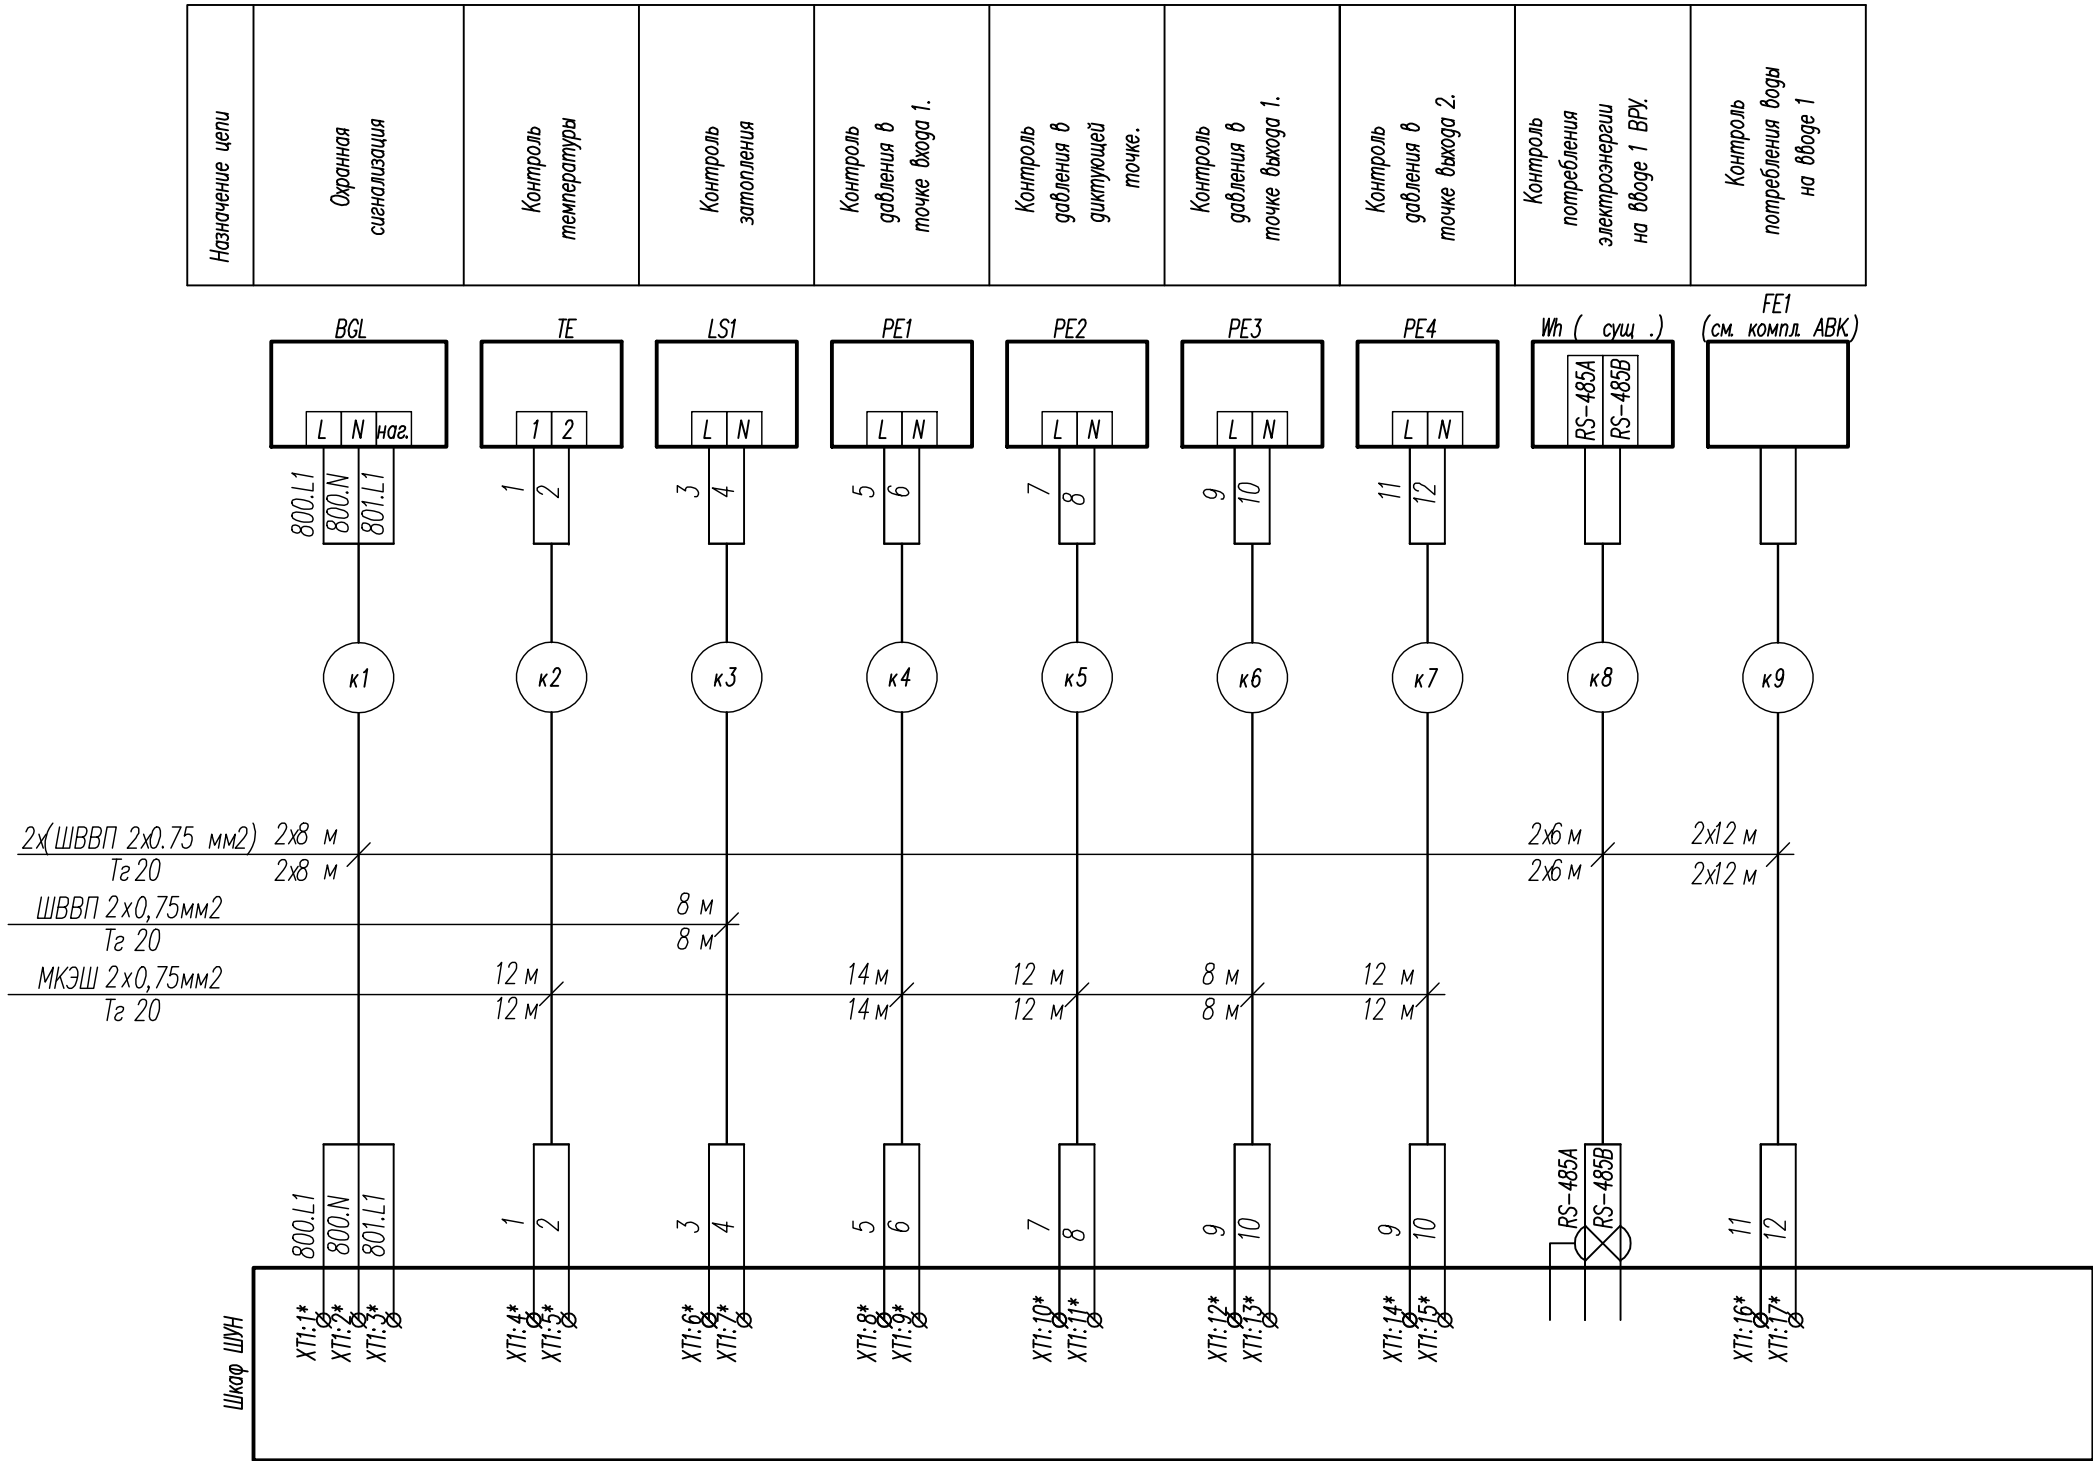 Назначение цепи
Охранная
сигнализация
Контроль
температуры
Контроль
затопления
Контроль
давления в
точке входа 1.
Контроль
давления в
диктующей
точке.
Контроль
давления в
точке выхода 1.
Контроль
давления в
точке выхода 2.
Контроль
потребления
электроэнергии
на вводе 1 ВРУ.
Контроль
потребления воды
на вводе 1
BGL
TE
LS1
PE1
PE2
PE3
PE4
Wh ( сущ .)
FE1
(см. компл. АВК)
L N наг.
1 2
L N
L N
L N
L N
L N
RS-485A
RS-485B
800.L1
800.N
801.L1
1
2
3
4
5
6
7
8
9
10
11
12
к1
к2
к3
к4
к5
к6
к7
к8
к9
2х(ШВВП 2х0.75 мм2) 2х8 м 2х6 м 2х12 м
Тг 20 2х8 м 2х6 м 2х12 м
ШВВП 2х0,75мм2 8 м
Тг 20 8 м
МКЭШ 2х0,75мм2 12 м 14 м 12 м 8 м 12 м
Тг 20 12 м 14 м 12 м 8 м 12 м
800.L1
800.N
801.L1
1
2
3
4
5
6
7
8
9
10
9
10
RS-485A
RS-485B
11
12
Шкаф ШУН
XT1:1*
XT1:2*
XT1:3*
XT1:4*
XT1:5*
XT1:6*
XT1:7*
XT1:8*
XT1:9*
XT1:10*
XT1:11*
XT1:12*
XT1:13*
XT1:14*
XT1:15*
XT1:16*
XT1:17*